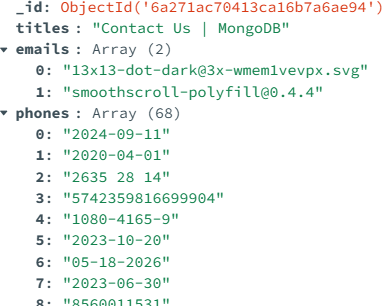 _id: ObjectId('6a271ac70413ca16b7a6ae94')
titles: "Contact Us | MongoDB"
emails: Array (2)
0: "13x13-dot-dark@3x-wmem1vevpx.svg"
1: "smoothscroll-polyfill@0.4.4"
phones: Array (68)
0: "2024-09-11"
1: "2020-04-01"
2: "2635 28 14"
3: "5742359816699904"
4: "1080-4165-9"
5: "2023-10-20"
6: "05-18-2026"
7: "2023-06-30"
8: "8560011531"